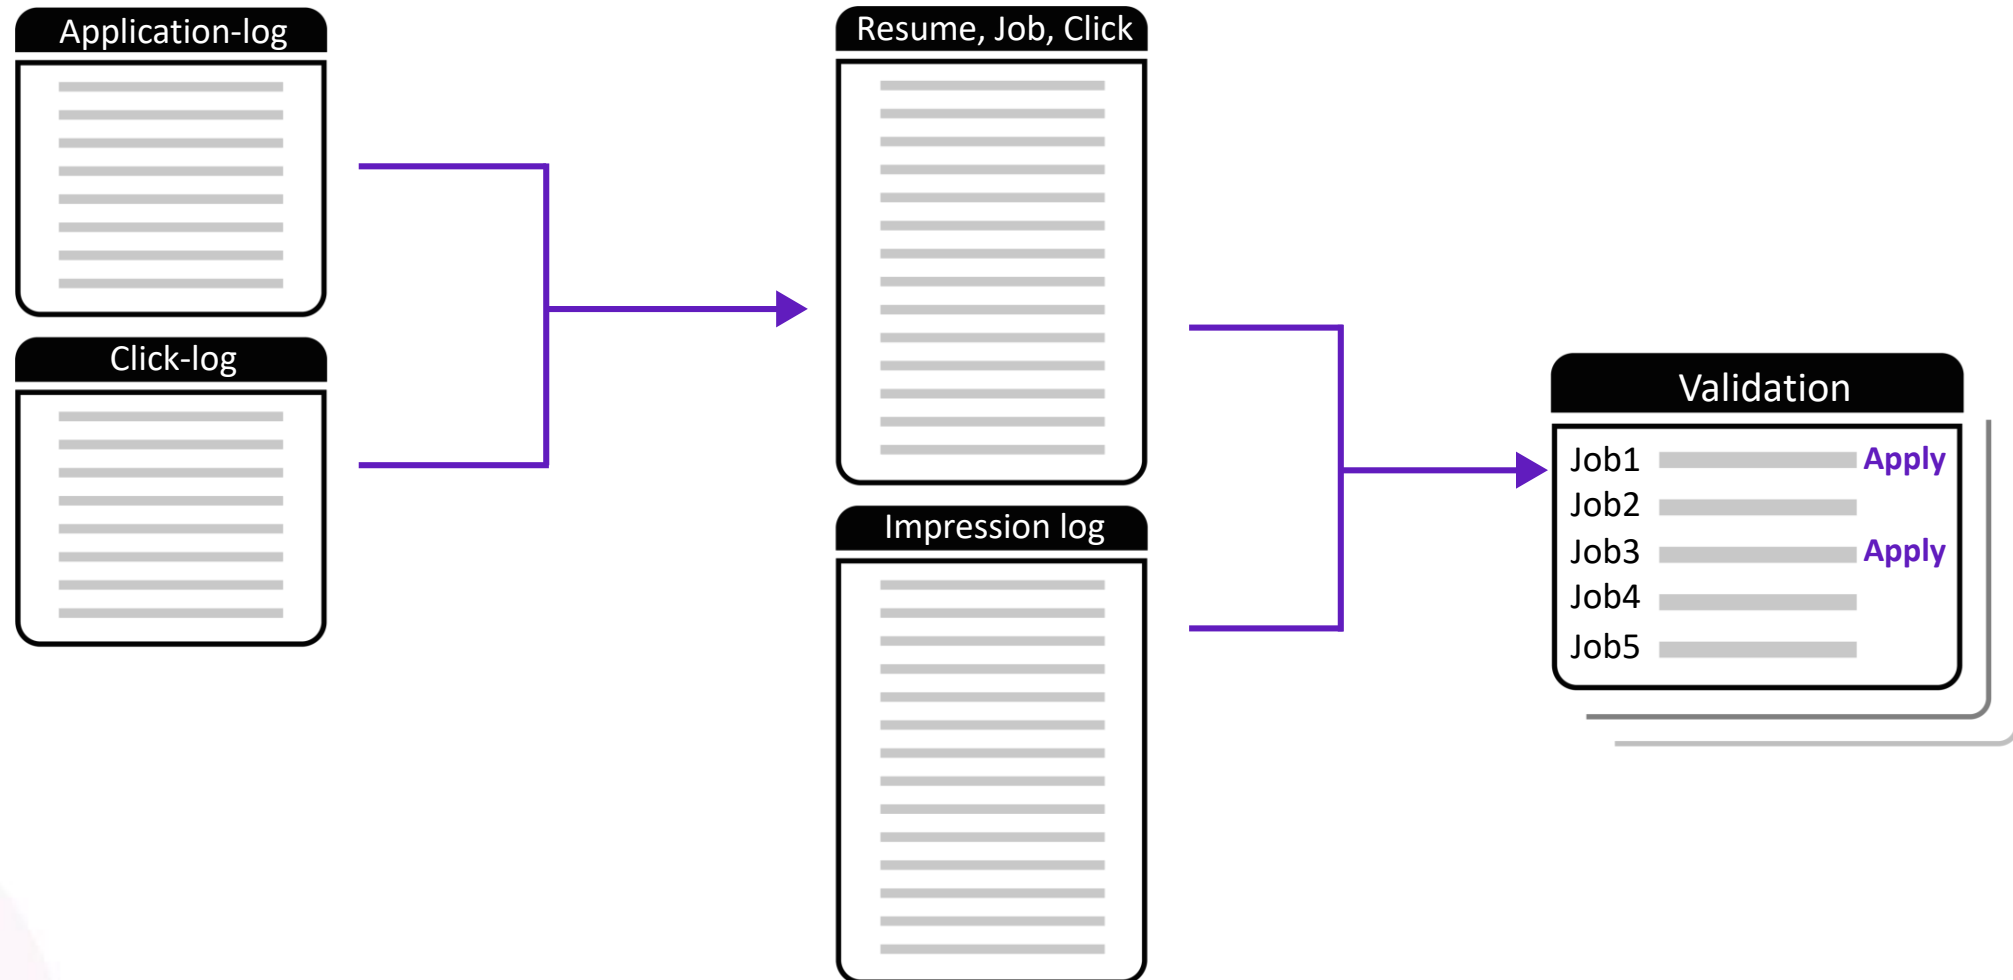 Application-log
Click-log
Resume, Job, Click
Impression log
Validation
Job1 Apply
Job2
Job3 Apply
Job4
Job5